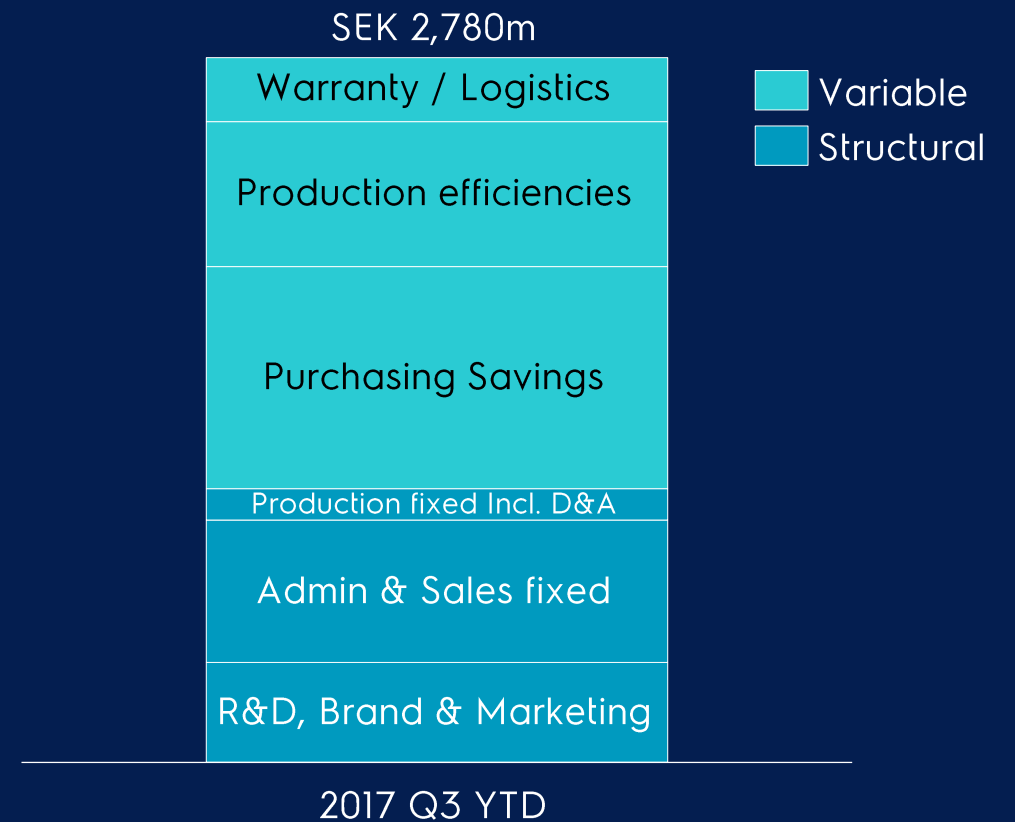 SEK 2,780m
Warranty / Logistics
Production efficiencies
Purchasing Savings
Production fixed Incl. D&A
Admin & Sales fixed
R&D, Brand & Marketing
2017 Q3 YTD
Variable
Structural